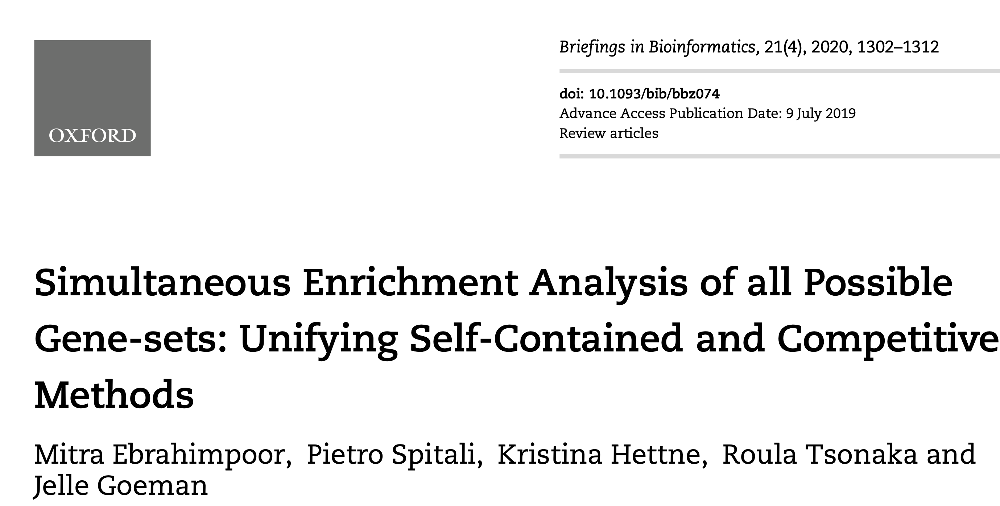 OXFORD
Briefings in Bioinformatics, 21(4), 2020, 1302–1312
doi: 10.1093/bib/bbz074
Advance Access Publication Date: 9 July 2019
Review articles
Simultaneous Enrichment Analysis of all Possible
Gene-sets: Unifying Self-Contained and Competitive
Methods
Mitra Ebrahimpoor, Pietro Spitali, Kristina Hettne, Roula Tsonaka and
Jelle Goeman